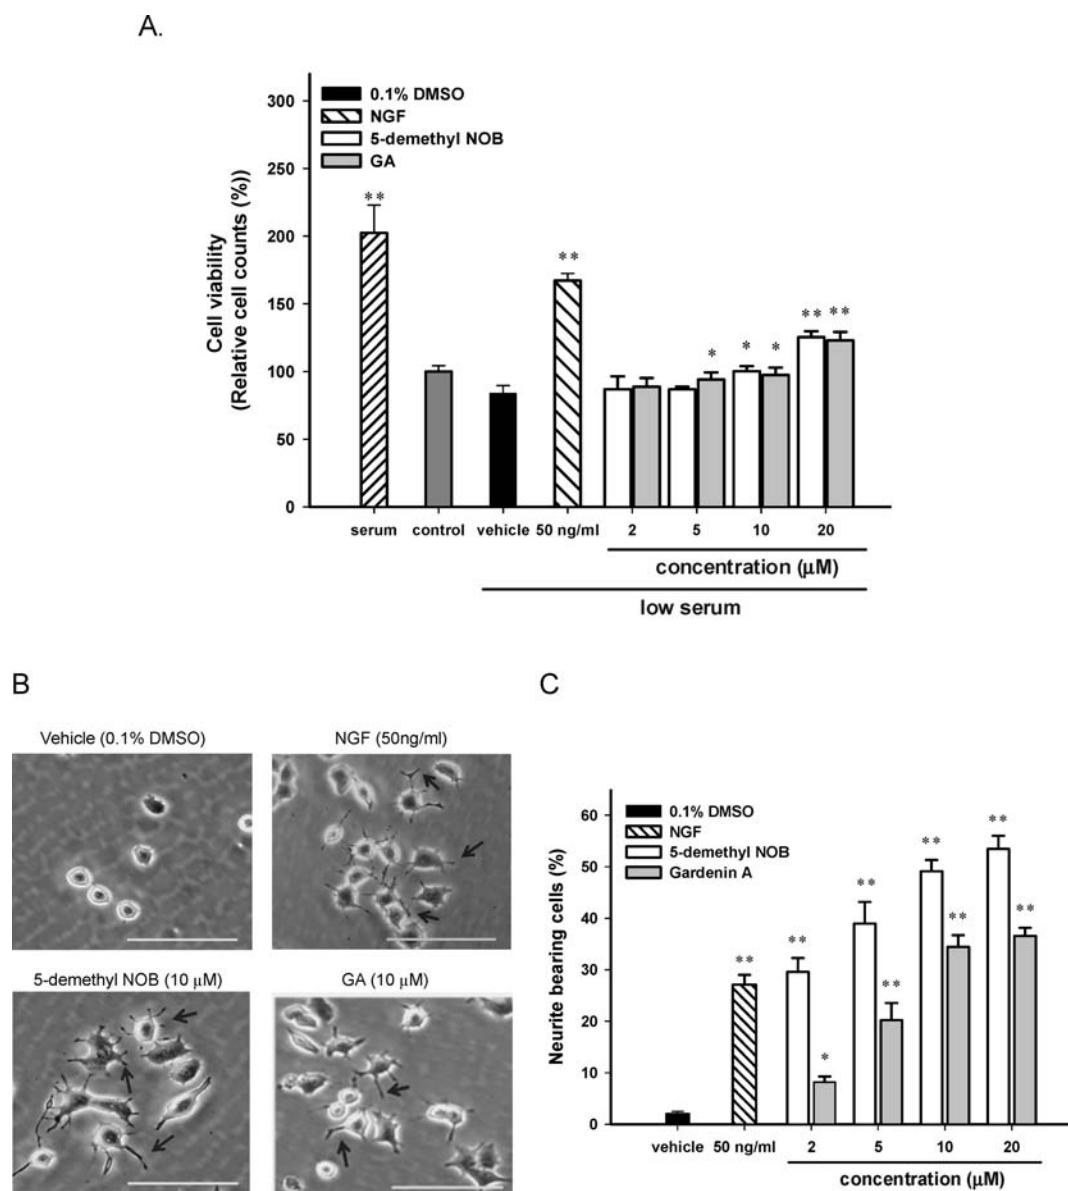 A.
0.1% DMSO
NGF
5-demethyl NOB
GA
Cell viability
(Relative cell counts (%))
300
250
200
150
100
50
0
**
**
*
*
*
**
**
serum control vehicle 50 ng/ml 2 5 10 20
concentration (μM)
low serum
B
Vehicle (0.1% DMSO)
NGF (50ng/ml)
5-demethyl NOB (10 μM)
GA (10 μM)
C
0.1% DMSO
NGF
5-demethyl NOB
Gardenin A
Neurite bearing cells (%)
60
50
40
30
20
10
0
**
**
*
**
**
**
**
**
**
vehicle 50 ng/ml 2 5 10 20
concentration (μM)